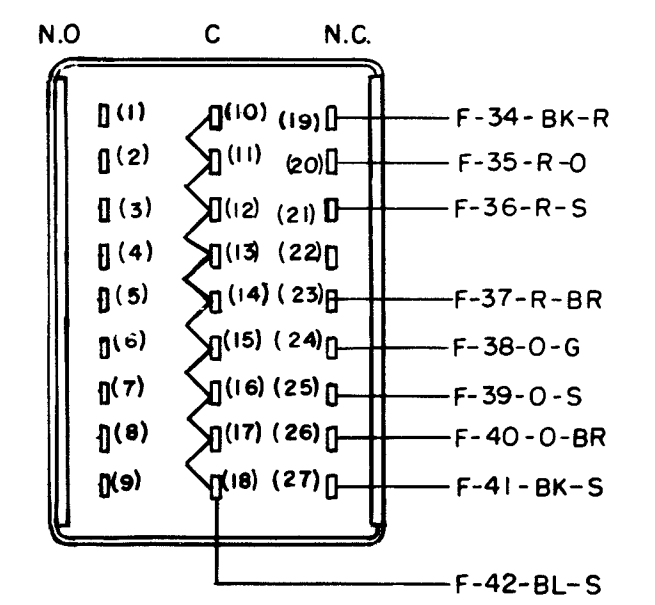 N.O C N.C.
(1) (10) (19) F-34-BK-R
(2) (11) (20) F-35-R-O
(3) (12) (21) F-36-R-S
(4) (13) (22)
(5) (14) (23) F-37-R-BR
(6) (15) (24) F-38-O-G
(7) (16) (25) F-39-O-S
(8) (17) (26) F-40-O-BR
(9) (18) (27) F-41-BK-S
F-42-BL-S